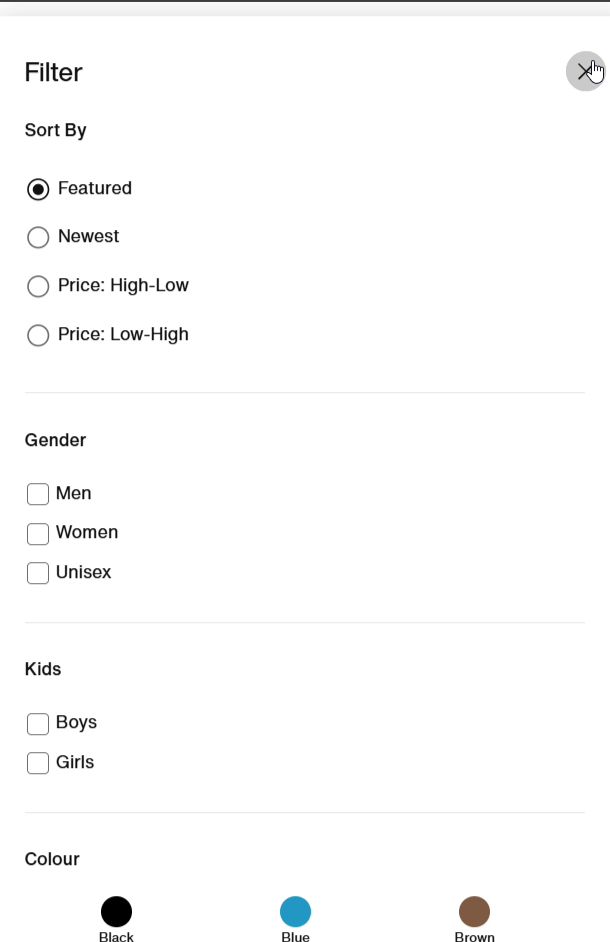 Filter
Sort By
Featured
Newest
Price: High-Low
Price: Low-High
Gender
Men
Women
Unisex
Kids
Boys
Girls
Colour
Black Blue Brown